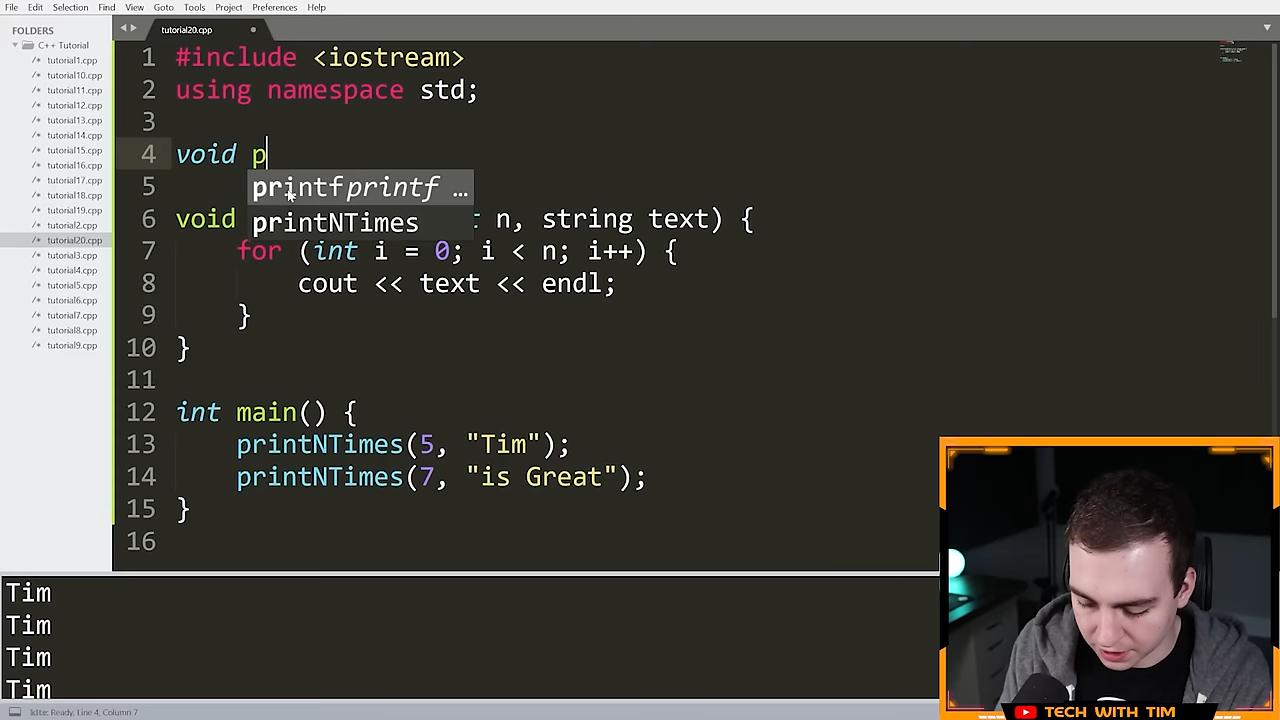 File Edit Selection Find View Goto Tools Project Preferences Help
FOLDERS
C++ Tutorial
/* tutorial1.cpp
/* tutorial10.cpp
/* tutorial11.cpp
/* tutorial12.cpp
/* tutorial13.cpp
/* tutorial14.cpp
/* tutorial15.cpp
/* tutorial16.cpp
/* tutorial17.cpp
/* tutorial18.cpp
/* tutorial19.cpp
/* tutorial2.cpp
/* tutorial20.cpp
/* tutorial3.cpp
/* tutorial4.cpp
/* tutorial5.cpp
/* tutorial6.cpp
/* tutorial7.cpp
/* tutorial8.cpp
/* tutorial9.cpp
tutorial20.cpp
1 #include <iostream>
2 using namespace std;
3
4 void p
5
printf printf ...
printNTimes
6 void n, string text) {
7 for (int i = 0; i < n; i++) {
8 cout << text << endl;
9 }
10 }
11
12 int main() {
13 printNTimes(5, "Tim");
14 printNTimes(7, "is Great");
15 }
16
Tim
Tim
Tim
Tim
Ready, Line 4, Column 7
TECH WITH TIM